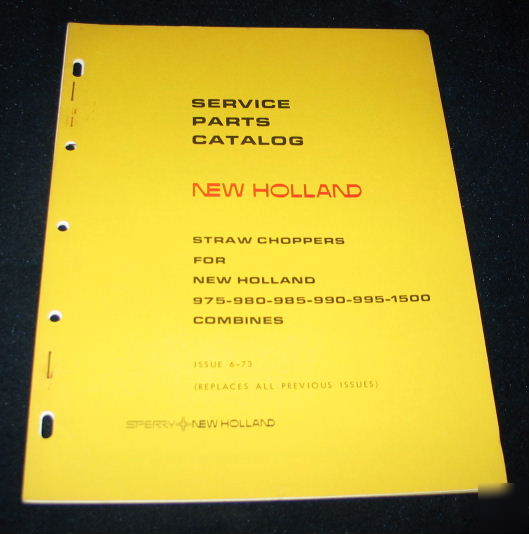 SERVICE
PARTS
CATALOG
NEW HOLLAND
STRAW CHOPPERS
FOR
NEW HOLLAND
975-980-985-990-995-1500
COMBINES
ISSUE 6-73
(REPLACES ALL PREVIOUS ISSUES)
SPERRY NEW HOLLAND